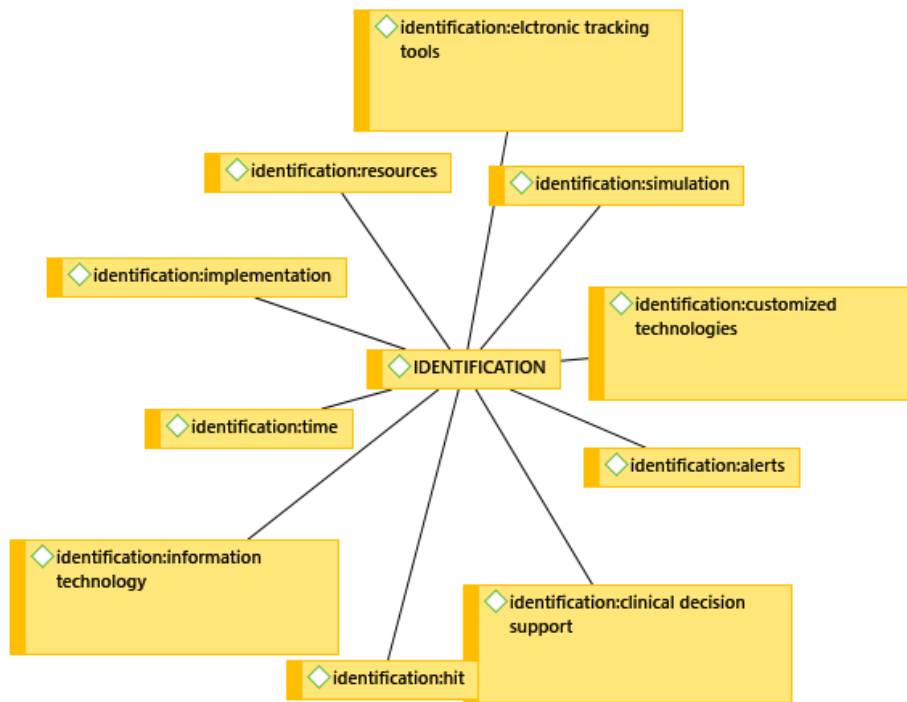 identification:elctronic tracking
tools
identification:resources
identification:simulation
identification:implementation
identification:customized
technologies
IDENTIFICATION
identification:time
identification:alerts
identification:information
technology
identification:clinical decision
support
identification:hit